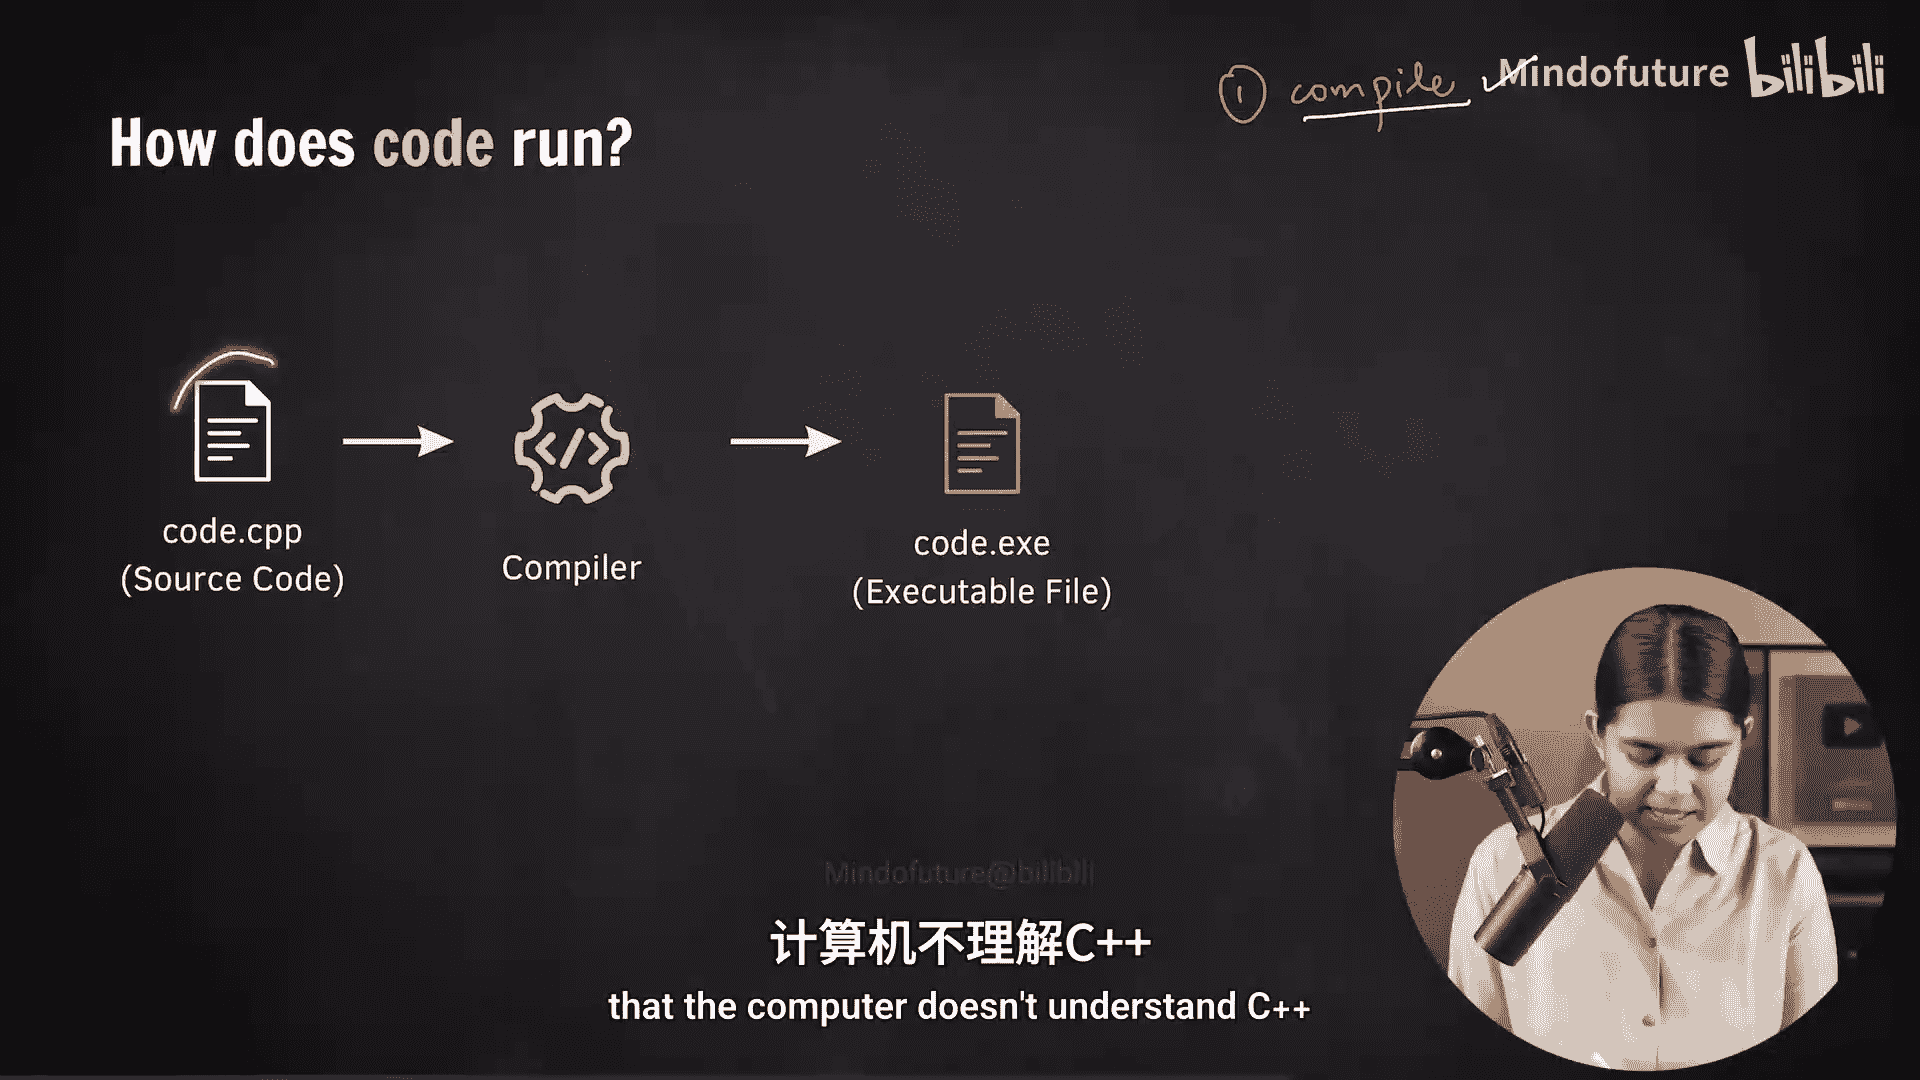 ① compile
Mindofuture bilibili
How does code run?
code.cpp
(Source Code)
Compiler
code.exe
(Executable File)
Mindofuture@bilibili
计算机不理解C++
that the computer doesn't understand C++